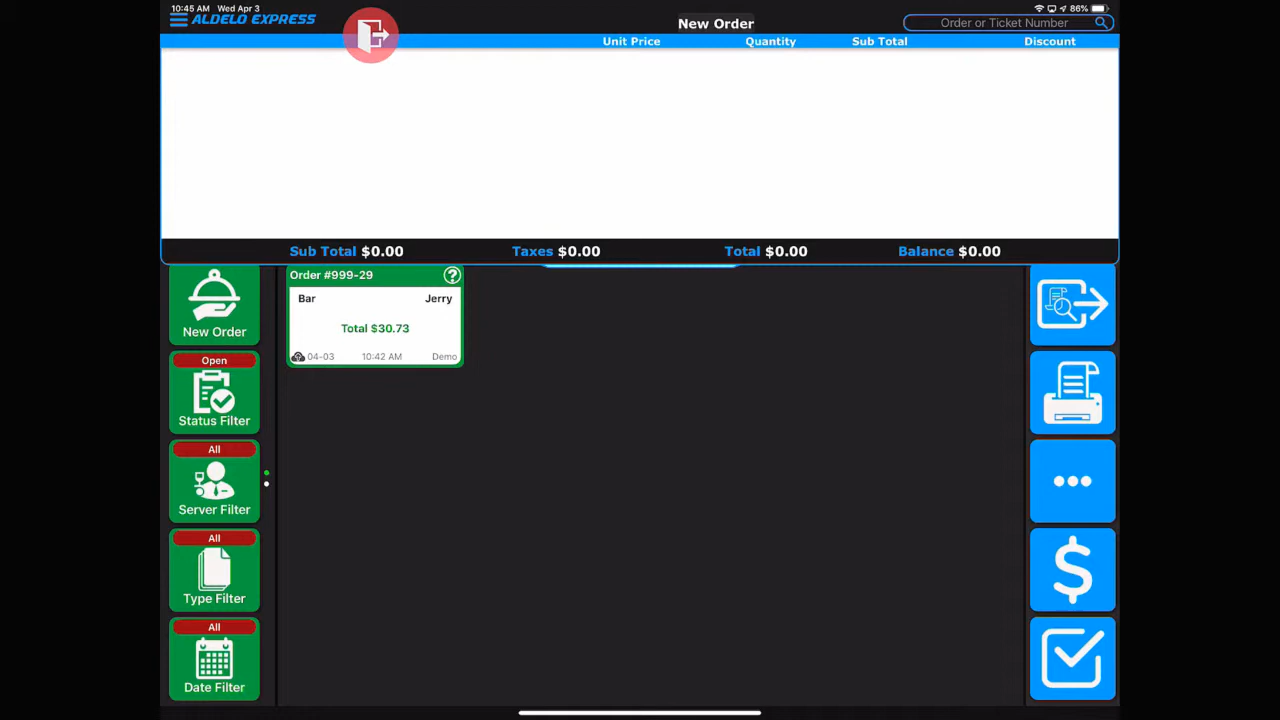 10:45 AM Wed Apr 3
86%
ALDELO EXPRESS
New Order
Order or Ticket Number
Unit Price Quantity Sub Total Discount
Sub Total $0.00 Taxes $0.00 Total $0.00 Balance $0.00
New Order
Open
Status Filter
All
Server Filter
All
Type Filter
All
Date Filter
Order #999-29 ?
Bar Jerry
Total $30.73
04-03 10:42 AM Demo
$